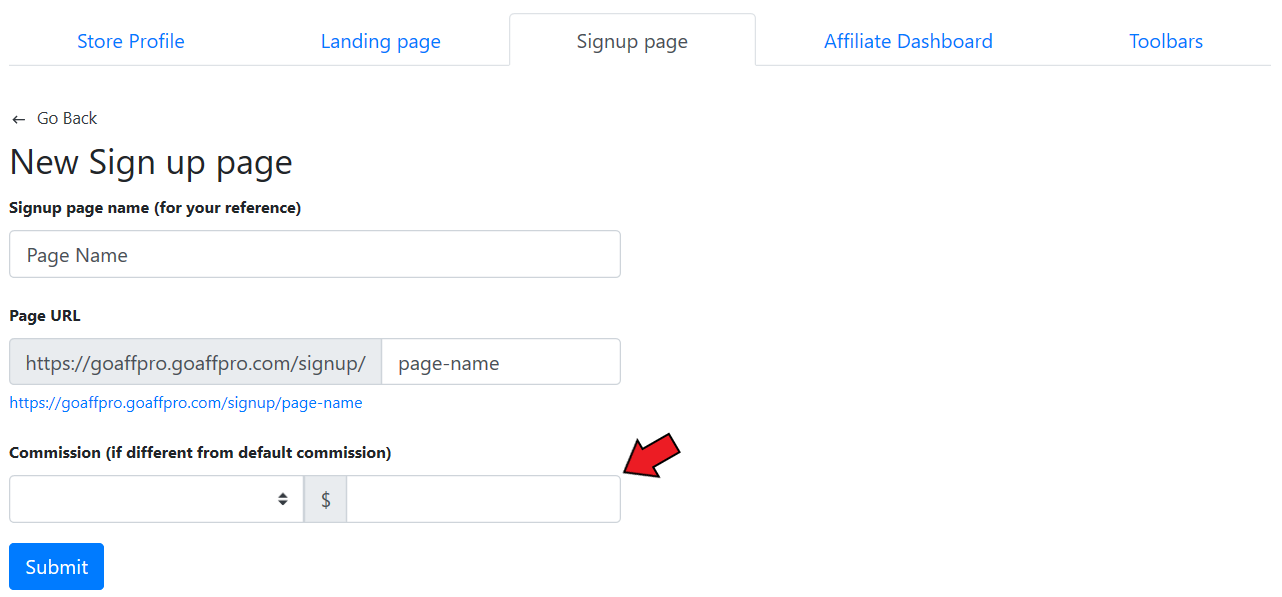 Store Profile Landing page Signup page Affiliate Dashboard Toolbars
← Go Back
New Sign up page
Signup page name (for your reference)
Page Name
Page URL
https://goaffpro.goaffpro.com/signup/ page-name
https://goaffpro.goaffpro.com/signup/page-name
Commission (if different from default commission)
$
Submit